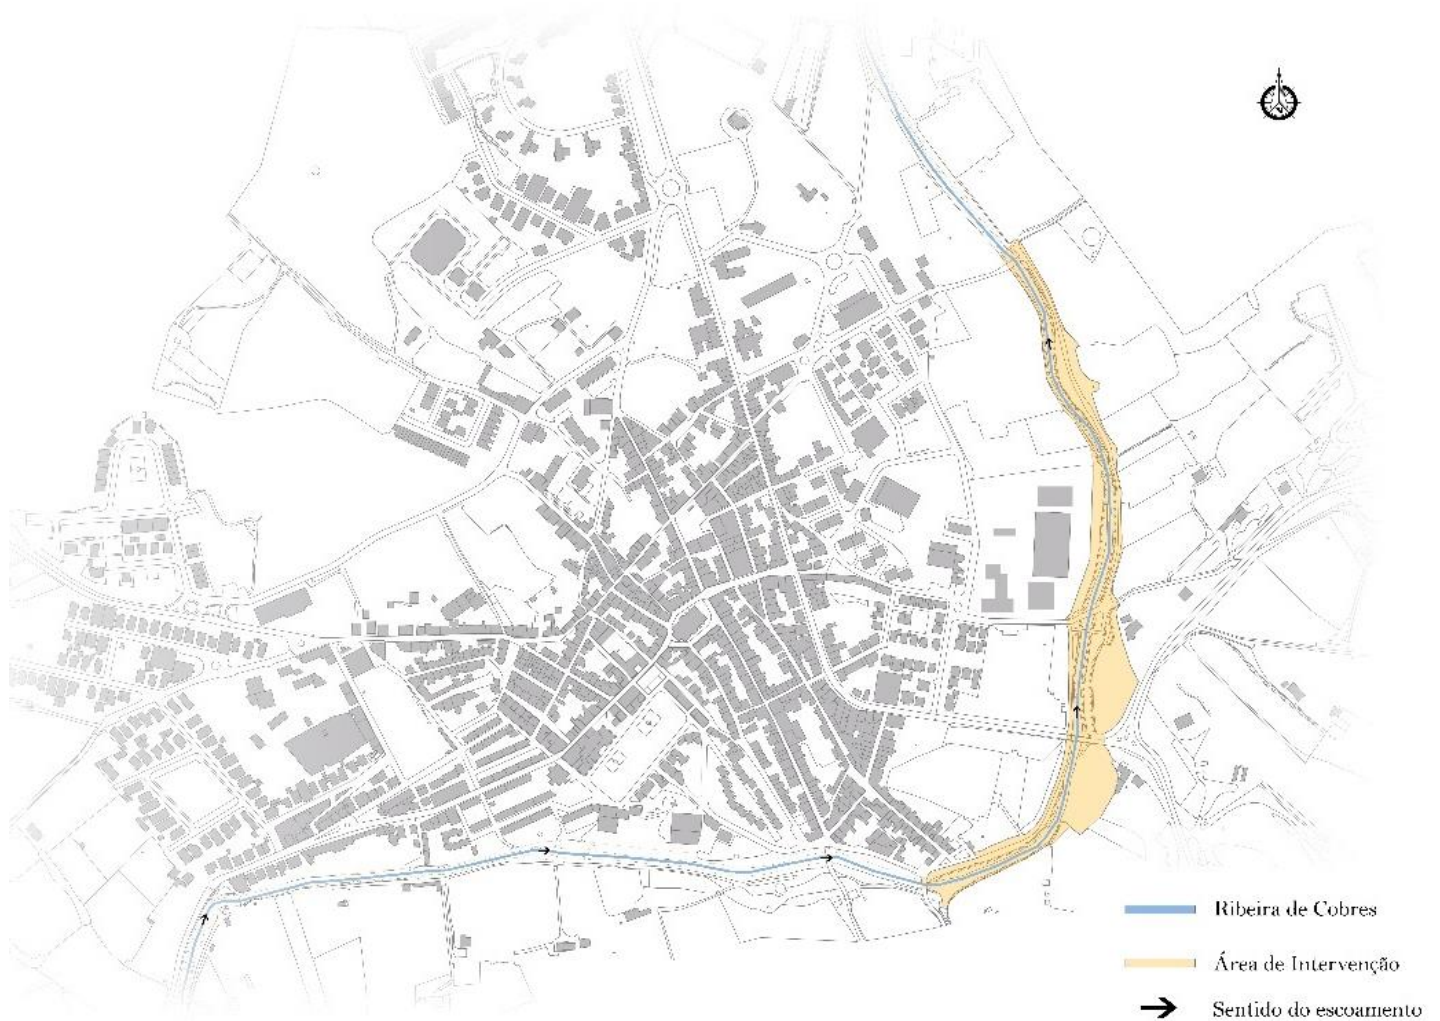 Ribeira de Cobres
Área de Intervenção
Sentido do escoamento